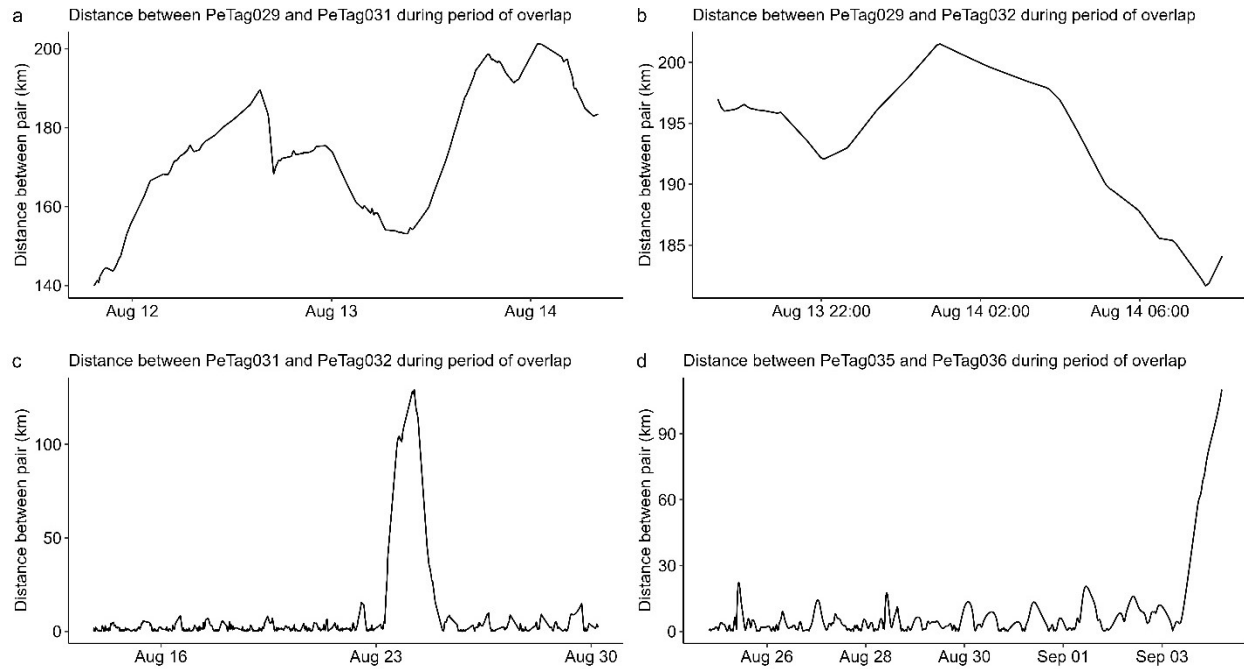 a Distance between PeTag029 and PeTag031 during period of overlap
Distance between pair (km)
200
180
160
140
Aug 12 Aug 13 Aug 14
b Distance between PeTag029 and PeTag032 during period of overlap
Distance between pair (km)
200
195
190
185
Aug 13 22:00 Aug 14 02:00 Aug 14 06:00
c Distance between PeTag031 and PeTag032 during period of overlap
Distance between pair (km)
100
50
0
Aug 16 Aug 23 Aug 30
d Distance between PeTag035 and PeTag036 during period of overlap
Distance between pair (km)
90
60
30
0
Aug 26 Aug 28 Aug 30 Sep 01 Sep 03